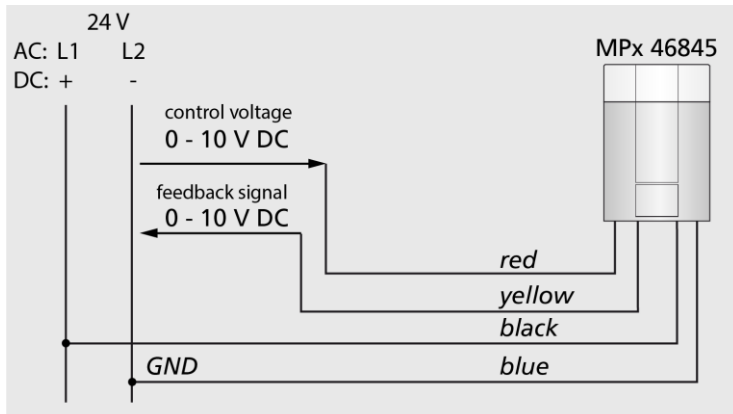 24 V
AC: L1 L2
DC: + -
MPx 46845
control voltage
0 - 10 V DC
feedback signal
0 - 10 V DC
red
yellow
black
GND blue